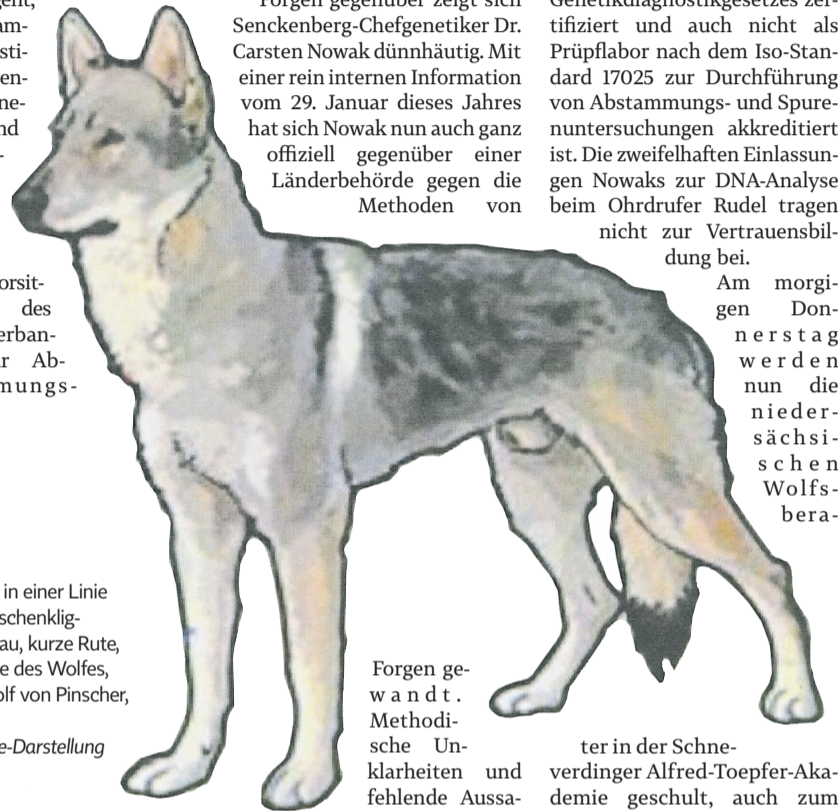 am-
sti-
en-
ne-
nd
-
orsit-
des
erban-
r Ab-
mungs-
in einer Linie
schenklig-
au, kurze Rute,
e des Wolfes,
olf von Pinscher,
e-Darstellung
Forgen gegenüber zeigt sich
Senckenberg-Chefgenetiker Dr.
Carsten Nowak dünnhäutig. Mit
einer rein internen Information
vom 29. Januar dieses Jahres
hat sich Nowak nun auch ganz
offiziell gegenüber einer
Länderbehörde gegen die
Methoden von
Forgen ge-
wandt.
Methodi-
sche Un-
klarheiten und
fehlende Aussa-
Genetikdiagnostikgesetzes zer-
tifiziert und auch nicht als
Prüpflabor nach dem Iso-Stan-
dard 17025 zur Durchführung
von Abstammungs- und Spure-
nuntersuchungen akkreditiert
ist. Die zweifelhaften Einlassun-
gen Nowaks zur DNA-Analyse
beim Ohrdrufer Rudel tragen
nicht zur Vertrauensbil-
dung bei.
Am morgi-
gen Don-
nerstag
werden
nun die
nieder-
sächsi-
schen
Wolfs-
bera-
ter in der Schne-
verdinger Alfred-Toepfer-Aka-
demie geschult, auch zum